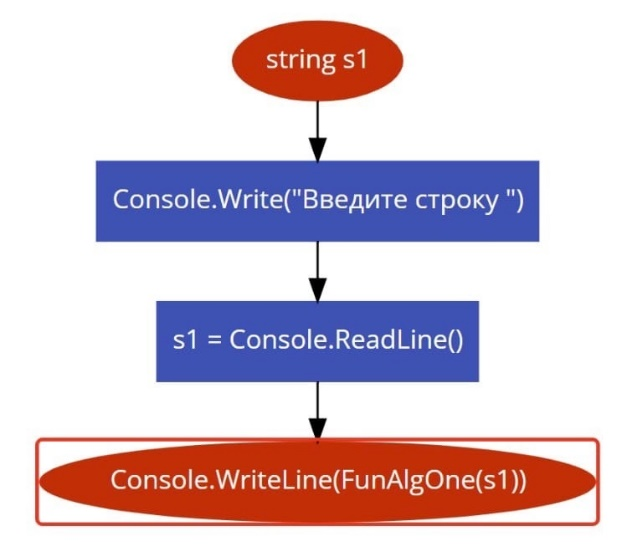 string s1
Console.Write("Введите строку ")
s1 = Console.ReadLine()
Console.WriteLine(FunAlgOne(s1))